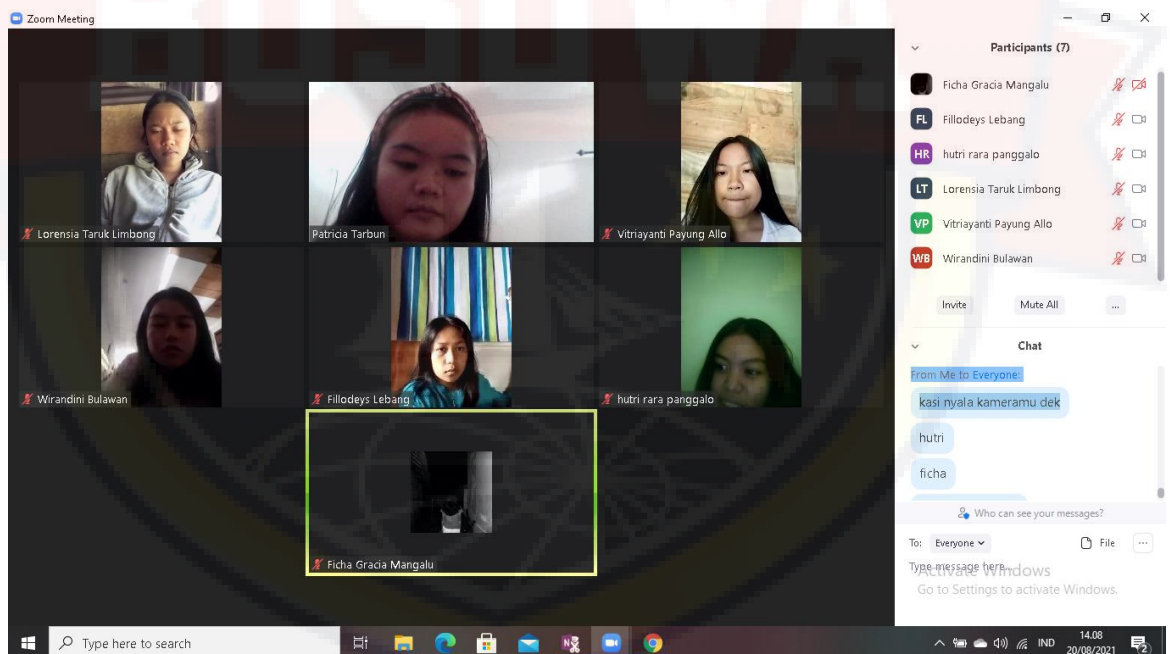 Zoom Meeting
Lorensia Taruk Limbong
Patricia Tarbun
Vitriayanti Payung Allo
Wirandini Bulawan
Fillodeys Lebang
hutri rara panggalo
Ficha Gracia Mangalu
Participants (7)
Ficha Gracia Mangalu
FL Fillodeys Lebang
HR hutri rara panggalo
LT Lorensia Taruk Limbong
VP Vitriayanti Payung Allo
WB Wirandini Bulawan
Invite Mute All ...
Chat
From Me to Everyone:
kasi nyala kameramu dek
hutri
ficha
Who can see your messages?
To: Everyone File ...
Type message here...
Activate Windows
Go to Settings to activate Windows.
Type here to search
IND 14.08
20/08/2021
2